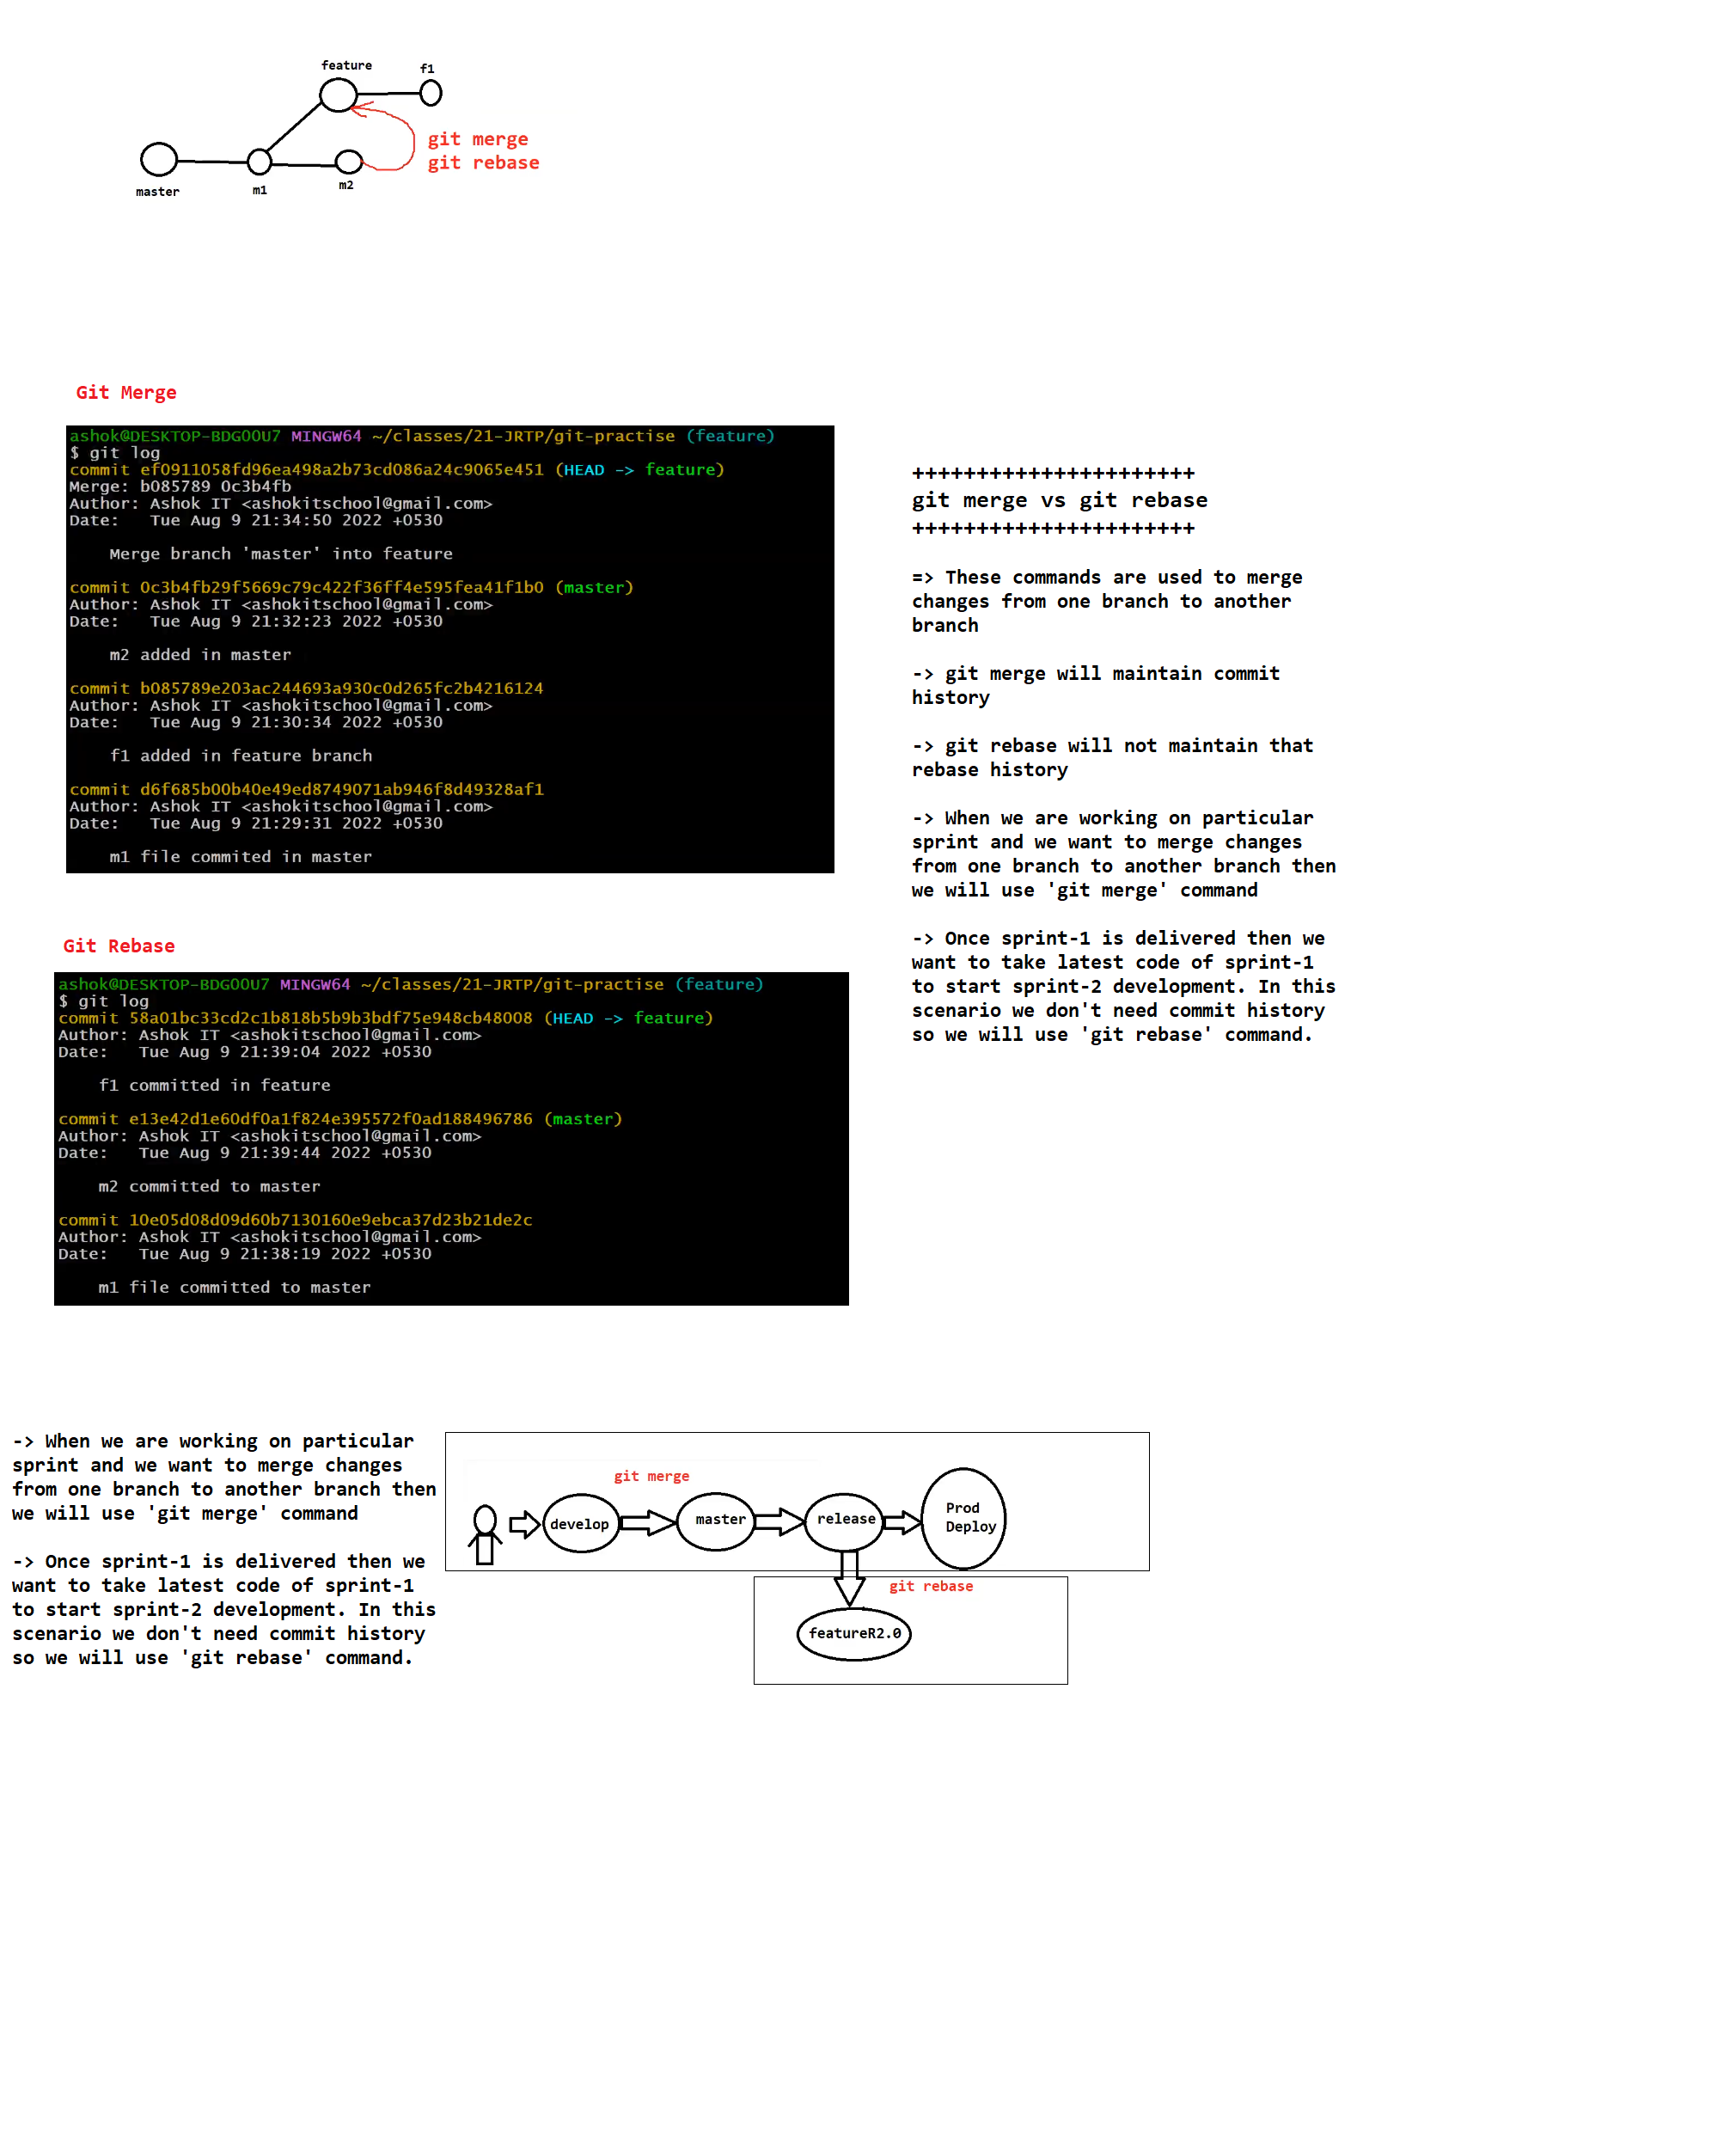 feature
f1
git merge
git rebase
master
m1
m2
Git Merge
ashok@DESKTOP-BDG00U7 MINGW64 ~/classes/21-JRTP/git-practise (feature)
$ git log
commit ef0911058fd96ea498a2b73cd086a24c9065e451 (HEAD -> feature)
Merge: b085789 0c3b4fb
Author: Ashok IT <ashokitschool@gmail.com>
Date:   Tue Aug 9 21:34:50 2022 +0530
Merge branch 'master' into feature
commit 0c3b4fb29f5669c79c422f36ff4e595fea41f1b0 (master)
Author: Ashok IT <ashokitschool@gmail.com>
Date:   Tue Aug 9 21:32:23 2022 +0530
m2 added in master
commit b085789e203ac244693a930c0d265fc2b4216124
Author: Ashok IT <ashokitschool@gmail.com>
Date:   Tue Aug 9 21:30:34 2022 +0530
f1 added in feature branch
commit d6f685b00b40e49ed8749071ab946f8d49328af1
Author: Ashok IT <ashokitschool@gmail.com>
Date:   Tue Aug 9 21:29:31 2022 +0530
m1 file commited in master
++++++++++++++++++++++
git merge vs git rebase
++++++++++++++++++++++
=> These commands are used to merge
changes from one branch to another
branch
-> git merge will maintain commit
history
-> git rebase will not maintain that
rebase history
-> When we are working on particular
sprint and we want to merge changes
from one branch to another branch then
we will use 'git merge' command
-> Once sprint-1 is delivered then we
want to take latest code of sprint-1
to start sprint-2 development. In this
scenario we don't need commit history
so we will use 'git rebase' command.
Git Rebase
ashok@DESKTOP-BDG00U7 MINGW64 ~/classes/21-JRTP/git-practise (feature)
$ git log
commit 58a01bc33cd2c1b818b5b9b3bdf75e948cb48008 (HEAD -> feature)
Author: Ashok IT <ashokitschool@gmail.com>
Date:   Tue Aug 9 21:39:04 2022 +0530
f1 committed in feature
commit e13e42d1e60df0a1f824e395572f0ad188496786 (master)
Author: Ashok IT <ashokitschool@gmail.com>
Date:   Tue Aug 9 21:39:44 2022 +0530
m2 committed to master
commit 10e05d08d09d60b7130160e9ebca37d23b21de2c
Author: Ashok IT <ashokitschool@gmail.com>
Date:   Tue Aug 9 21:38:19 2022 +0530
m1 file committed to master
-> When we are working on particular
sprint and we want to merge changes
from one branch to another branch then
we will use 'git merge' command
-> Once sprint-1 is delivered then we
want to take latest code of sprint-1
to start sprint-2 development. In this
scenario we don't need commit history
so we will use 'git rebase' command.
git merge
develop
master
release
Prod
Deploy
git rebase
featureR2.0